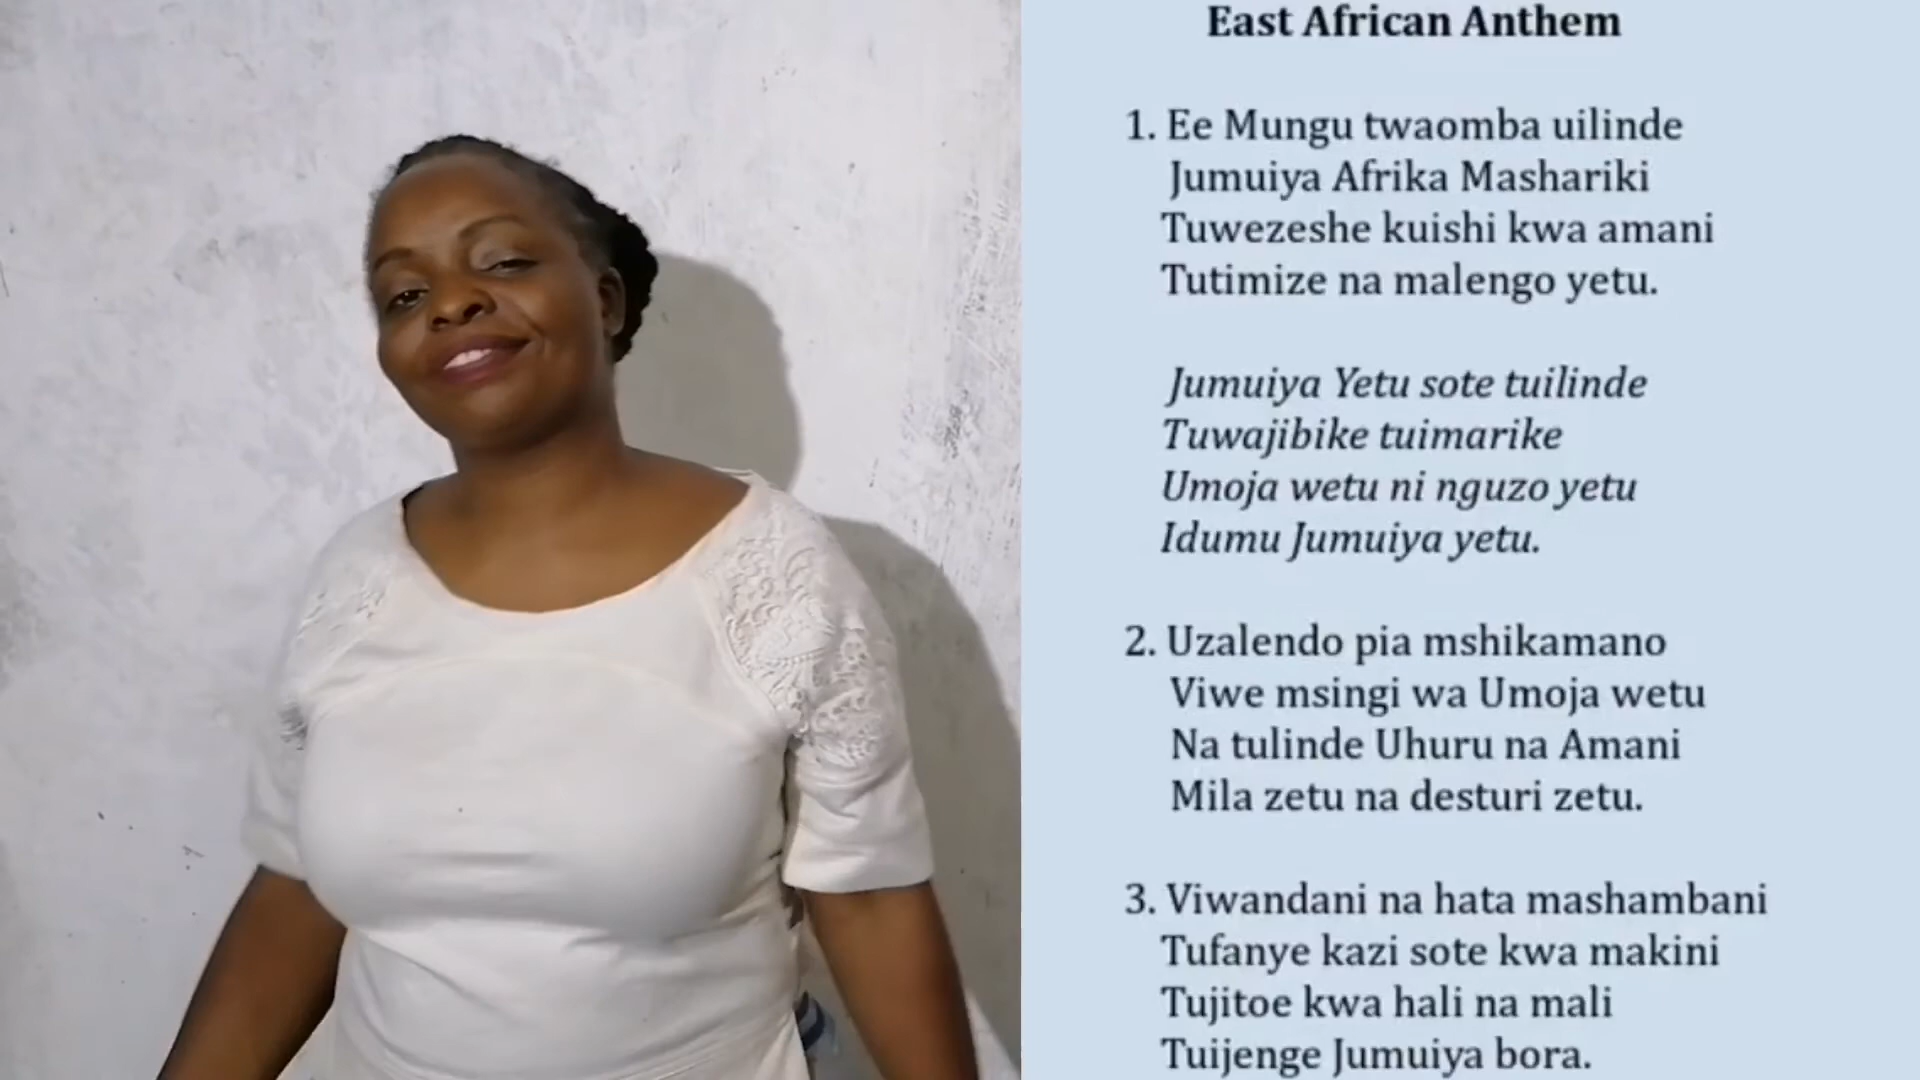 East African Anthem
1. Ee Mungu twaomba uilinde
Jumuiya Afrika Mashariki
Tuwezeshe kuishi kwa amani
Tutimize na malengo yetu.
Jumuiya Yetu sote tuilinde
Tuwajibike tuimarike
Umoja wetu ni nguzo yetu
Idumu Jumuiya yetu.
2. Uzalendo pia mshikamano
Viwe msingi wa Umoja wetu
Na tulinde Uhuru na Amani
Mila zetu na desturi zetu.
3. Viwandani na hata mashambani
Tufanye kazi sote kwa makini
Tujitoe kwa hali na mali
Tuijenge Jumuiya bora.